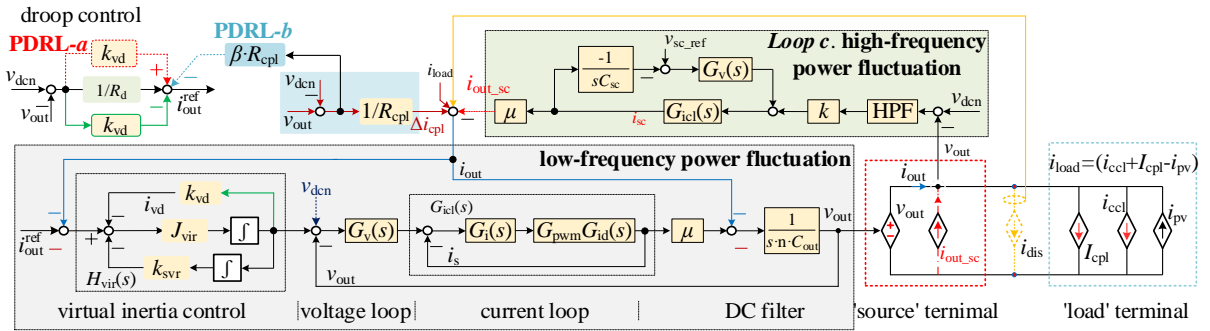 droop control
PDRL-a
PDRL-b
k_vd
β·R_cpl
v_dcn
1/R_d
v_out
i_out^ref
k_vd
+
−
−
−
v_dcn
v_out
−
1/R_cpl
Δi_cpl
i_load
i_out_sc
−
Loop c. high-frequency
power fluctuation
v_sc_ref
-1
sC_sc
−
G_v(s)
μ
i_sc
G_icl(s)
k
HPF
v_dcn
−
v_out
low-frequency power fluctuation
i_out
i_out^ref
−
−
+
−
−
−
i_vd
k_vd
J_vir
∫
k_svr
∫
H_vir(s)
v_dcn
−
G_v(s)
v_out
G_icl(s)
−
G_i(s)
G_pwmG_id(s)
i_s
μ
−
−
1
s·n·C_out
v_out
i_out
v_out
+
−
i_out_sc
i_dis
i_load=(i_ccl+I_cpl-i_pv)
i_ccl
i_pv
I_cpl
virtual inertia control
voltage loop
current loop
DC filter
'source' ternimal
'load' terminal